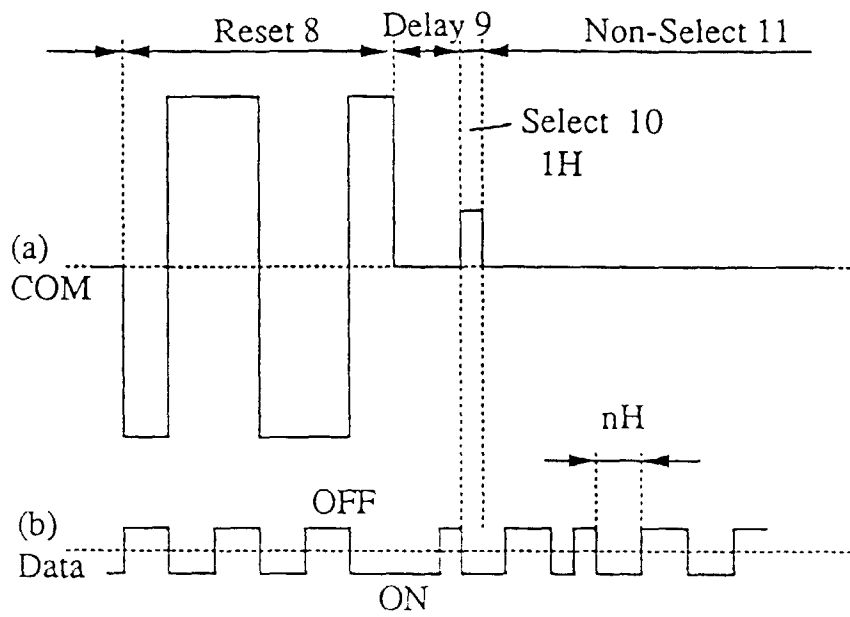 Reset 8
Delay 9
Non-Select 11
Select 10
1H
(a)
COM
nH
OFF
(b)
Data
ON